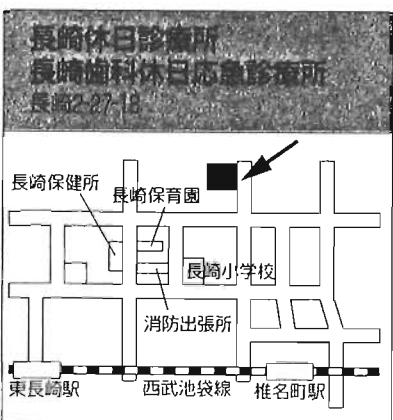 長崎休日診療所
長崎歯科休日応急診療所
長崎2-27-18
長崎保健所
長崎保育園
長崎小学校
消防出張所
東長崎駅
西武池袋線
椎名町駅